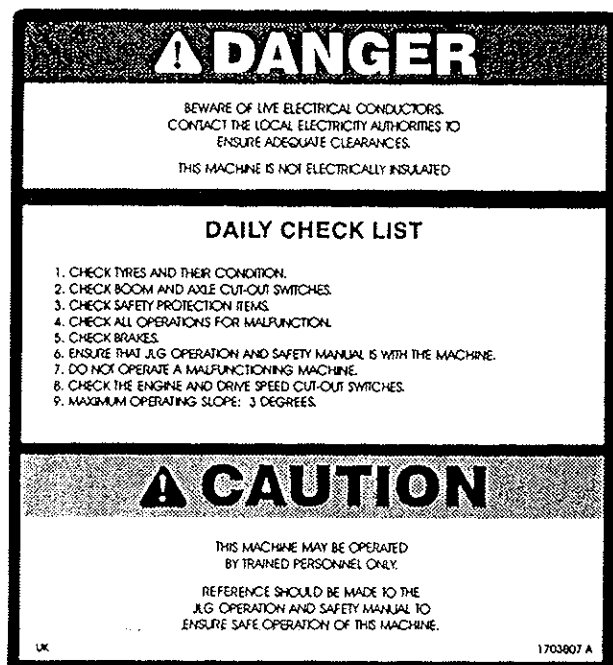 DANGER
BEWARE OF LIVE ELECTRICAL CONDUCTORS.
CONTACT THE LOCAL ELECTRICITY AUTHORITIES TO
ENSURE ADEQUATE CLEARANCES.
THIS MACHINE IS NOT ELECTRICALLY INSULATED
DAILY CHECK LIST
1. CHECK TYRES AND THEIR CONDITION.
2. CHECK BOOM AND AXLE CUT-OUT SWITCHES.
3. CHECK SAFETY PROTECTION ITEMS.
4. CHECK ALL OPERATIONS FOR MALFUNCTION.
5. CHECK BRAKES.
6. ENSURE THAT JLG OPERATION AND SAFETY MANUAL IS WITH THE MACHINE.
7. DO NOT OPERATE A MALFUNCTIONING MACHINE.
8. CHECK THE ENGINE AND DRIVE SPEED CUT-OUT SWITCHES.
9. MAXIMUM OPERATING SLOPE: 3 DEGREES.
CAUTION
THIS MACHINE MAY BE OPERATED
BY TRAINED PERSONNEL ONLY.
REFERENCE SHOULD BE MADE TO THE
JLG OPERATION AND SAFETY MANUAL TO
ENSURE SAFE OPERATION OF THIS MACHINE.
UK 1703807 A